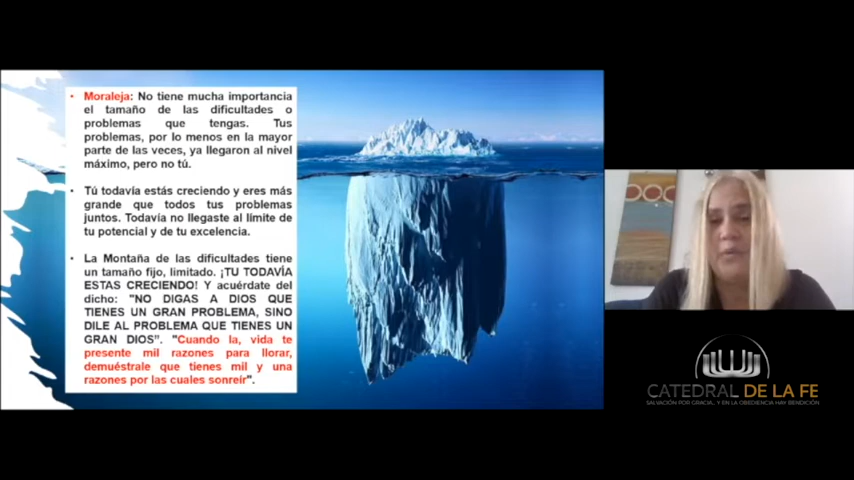 • Moraleja: No tiene mucha importancia
el tamaño de las dificultades o
problemas que tengas. Tus
problemas, por lo menos en la mayor
parte de las veces, ya llegaron al nivel
máximo, pero no tú.
• Tú todavía estás creciendo y eres más
grande que todos tus problemas
juntos. Todavía no llegaste al límite de
tu potencial y de tu excelencia.
• La Montaña de las dificultades tiene
un tamaño fijo, limitado. ¡TU TODAVÌA
ESTAS CRECIENDO! Y acuérdate del
dicho: "NO DIGAS A DIOS QUE
TIENES UN GRAN PROBLEMA, SINO
DILE AL PROBLEMA QUE TIENES UN
GRAN DIOS”. "Cuando la, vida te
presente mil razones para llorar,
demuéstrale que tienes mil y una
razones por las cuales sonreír".
CATEDRAL DE LA FE
SALVACIÓN POR GRACIA.. Y EN LA OBEDIENCIA HAY BENDICIÓN